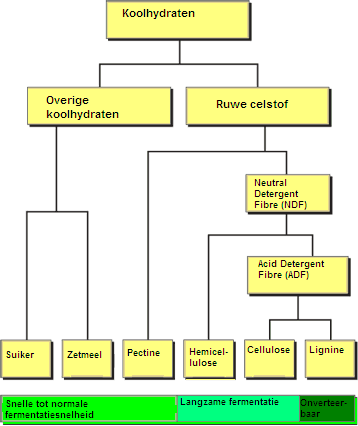 Koolhydraten
Overige
koolhydraten
Ruwe celstof
Neutral
Detergent
Fibre (NDF)
Acid Detergent
Fibre (ADF)
Suiker
Zetmeel
Pectine
Hemicel-
lulose
Cellulose
Lignine
Snelle tot normale
fermentatiesnelheid
Langzame fermentatie
Onverteer-
baar